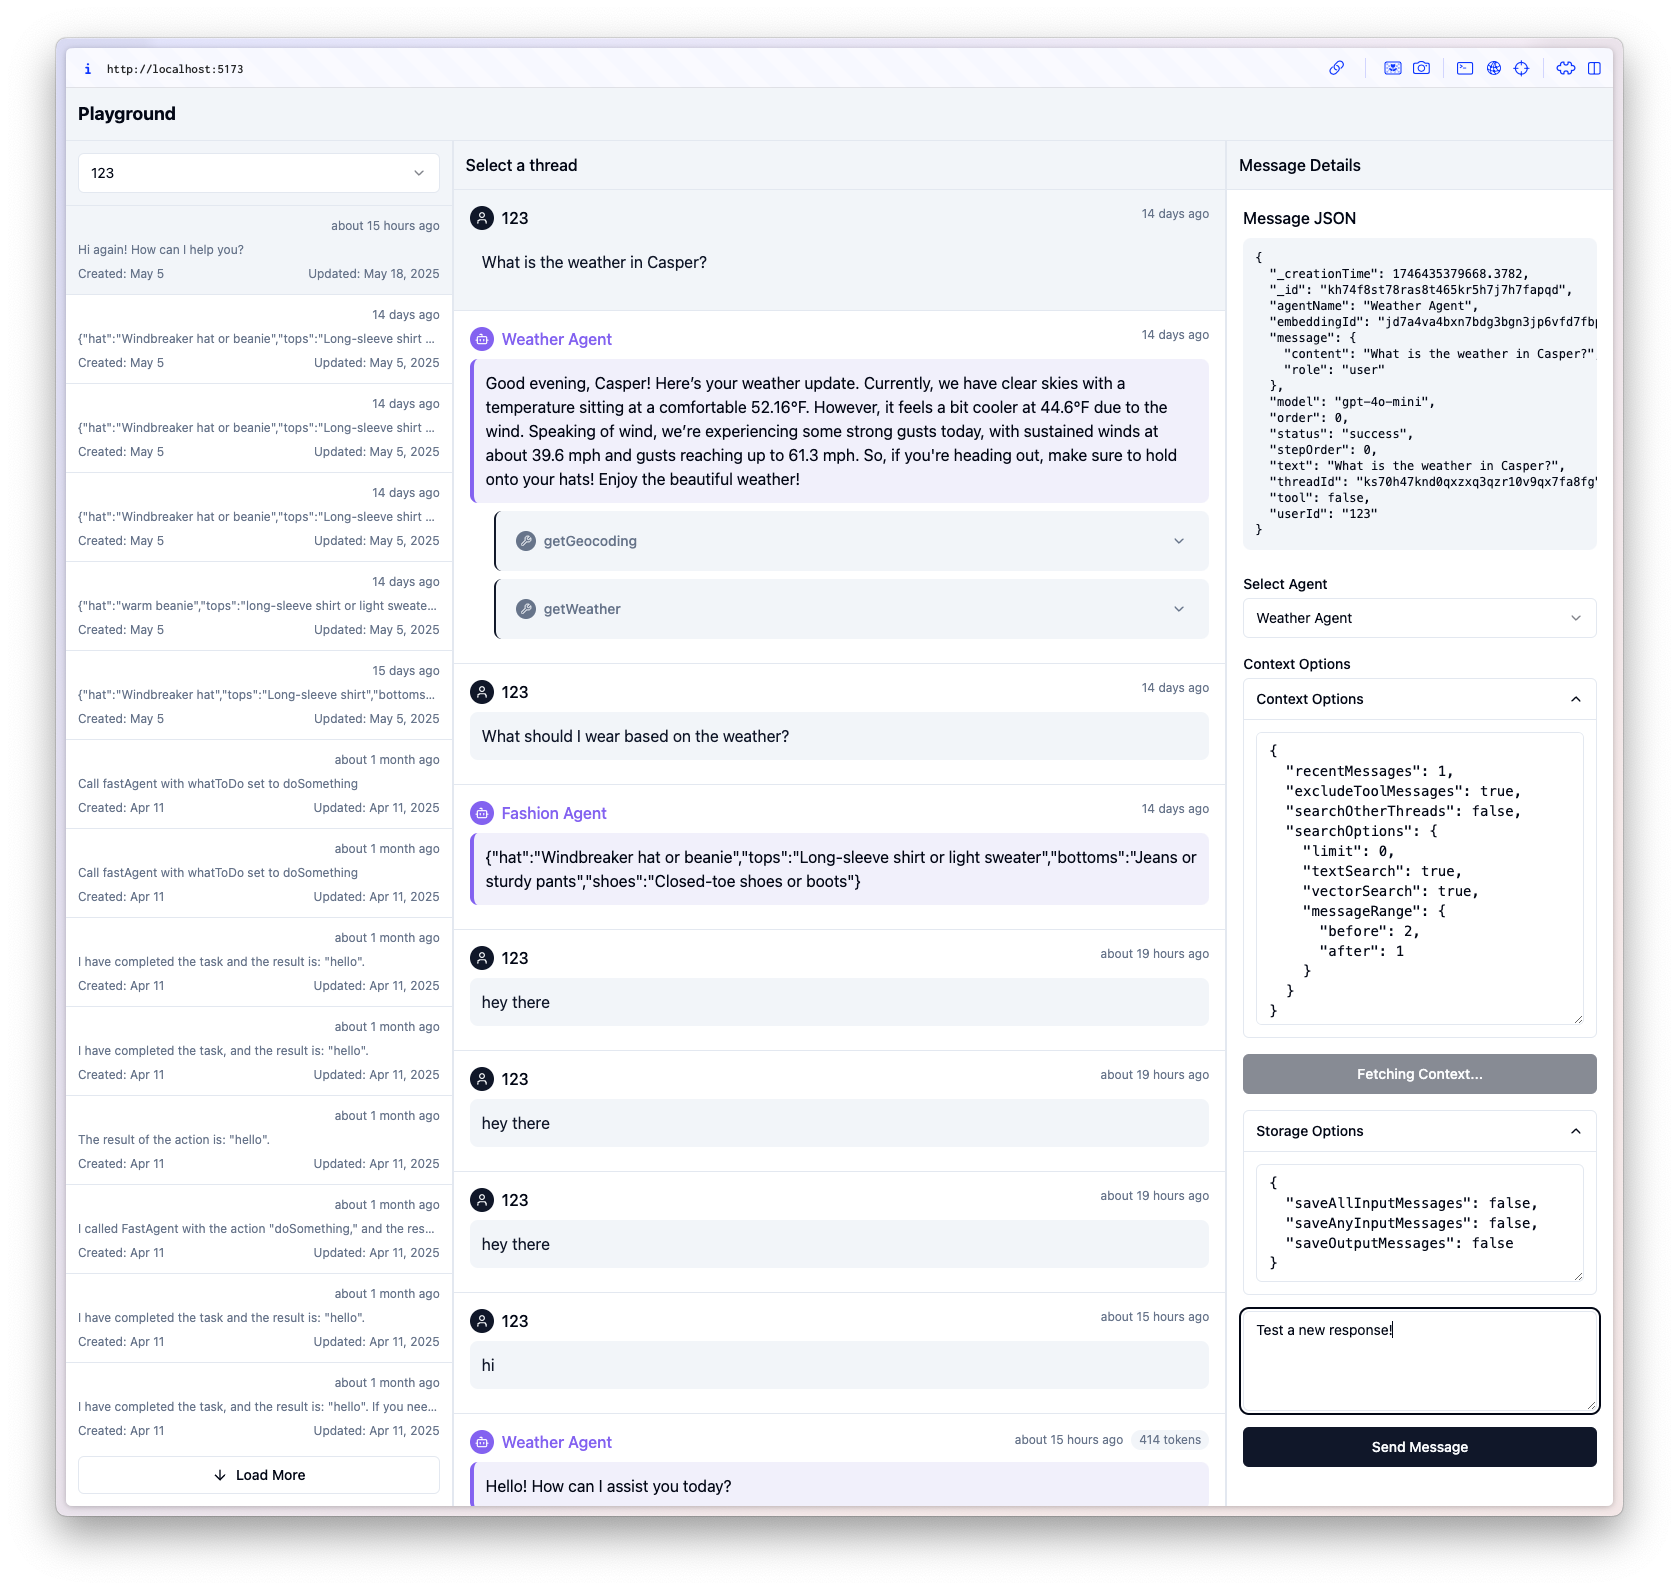 http://localhost:5173
Playground
123
about 15 hours ago
Hi again! How can I help you?
Created: May 5 Updated: May 18, 2025
14 days ago
{"hat":"Windbreaker hat or beanie","tops":"Long-sleeve shirt ...
Created: May 5 Updated: May 5, 2025
14 days ago
{"hat":"Windbreaker hat or beanie","tops":"Long-sleeve shirt ...
Created: May 5 Updated: May 5, 2025
14 days ago
{"hat":"Windbreaker hat or beanie","tops":"Long-sleeve shirt ...
Created: May 5 Updated: May 5, 2025
14 days ago
{"hat":"warm beanie","tops":"long-sleeve shirt or light sweate...
Created: May 5 Updated: May 5, 2025
15 days ago
{"hat":"Windbreaker hat","tops":"Long-sleeve shirt","bottoms...
Created: May 5 Updated: May 5, 2025
about 1 month ago
Call fastAgent with whatToDo set to doSomething
Created: Apr 11 Updated: Apr 11, 2025
about 1 month ago
Call fastAgent with whatToDo set to doSomething
Created: Apr 11 Updated: Apr 11, 2025
about 1 month ago
I have completed the task and the result is: "hello".
Created: Apr 11 Updated: Apr 11, 2025
about 1 month ago
I have completed the task, and the result is: "hello".
Created: Apr 11 Updated: Apr 11, 2025
about 1 month ago
The result of the action is: "hello".
Created: Apr 11 Updated: Apr 11, 2025
about 1 month ago
I called FastAgent with the action "doSomething," and the res...
Created: Apr 11 Updated: Apr 11, 2025
about 1 month ago
I have completed the task and the result is: "hello".
Created: Apr 11 Updated: Apr 11, 2025
about 1 month ago
I have completed the task, and the result is: "hello". If you nee...
Created: Apr 11 Updated: Apr 11, 2025
Load More
Select a thread
123 14 days ago
What is the weather in Casper?
Weather Agent 14 days ago
Good evening, Casper! Here's your weather update. Currently, we have clear skies with a
temperature sitting at a comfortable 52.16°F. However, it feels a bit cooler at 44.6°F due to the
wind. Speaking of wind, we're experiencing some strong gusts today, with sustained winds at
about 39.6 mph and gusts reaching up to 61.3 mph. So, if you're heading out, make sure to hold
onto your hats! Enjoy the beautiful weather!
getGeocoding
getWeather
123 14 days ago
What should I wear based on the weather?
Fashion Agent 14 days ago
{"hat":"Windbreaker hat or beanie","tops":"Long-sleeve shirt or light sweater","bottoms":"Jeans or
sturdy pants","shoes":"Closed-toe shoes or boots"}
123 about 19 hours ago
hey there
123 about 19 hours ago
hey there
123 about 19 hours ago
hey there
123 about 15 hours ago
hi
Weather Agent about 15 hours ago 414 tokens
Hello! How can I assist you today?
Message Details
Message JSON
{
"_creationTime": 1746435379668.3782,
"_id": "kh74f8st78ras8t465kr5h7j7h7fapqd",
"agentName": "Weather Agent",
"embeddingId": "jd7a4va4bxn7bdg3bgn3jp6vfd7fb
"message": {
"content": "What is the weather in Casper?"
"role": "user"
},
"model": "gpt-4o-mini",
"order": 0,
"status": "success",
"stepOrder": 0,
"text": "What is the weather in Casper?",
"threadId": "ks70h47knd0qxzxq3qzr10v9qx7fa8fg"
"tool": false,
"userId": "123"
}
Select Agent
Weather Agent
Context Options
Context Options
{
"recentMessages": 1,
"excludeToolMessages": true,
"searchOtherThreads": false,
"searchOptions": {
"limit": 0,
"textSearch": true,
"vectorSearch": true,
"messageRange": {
"before": 2,
"after": 1
}
}
}
Fetching Context...
Storage Options
{
"saveAllInputMessages": false,
"saveAnyInputMessages": false,
"saveOutputMessages": false
}
Test a new response!
Send Message